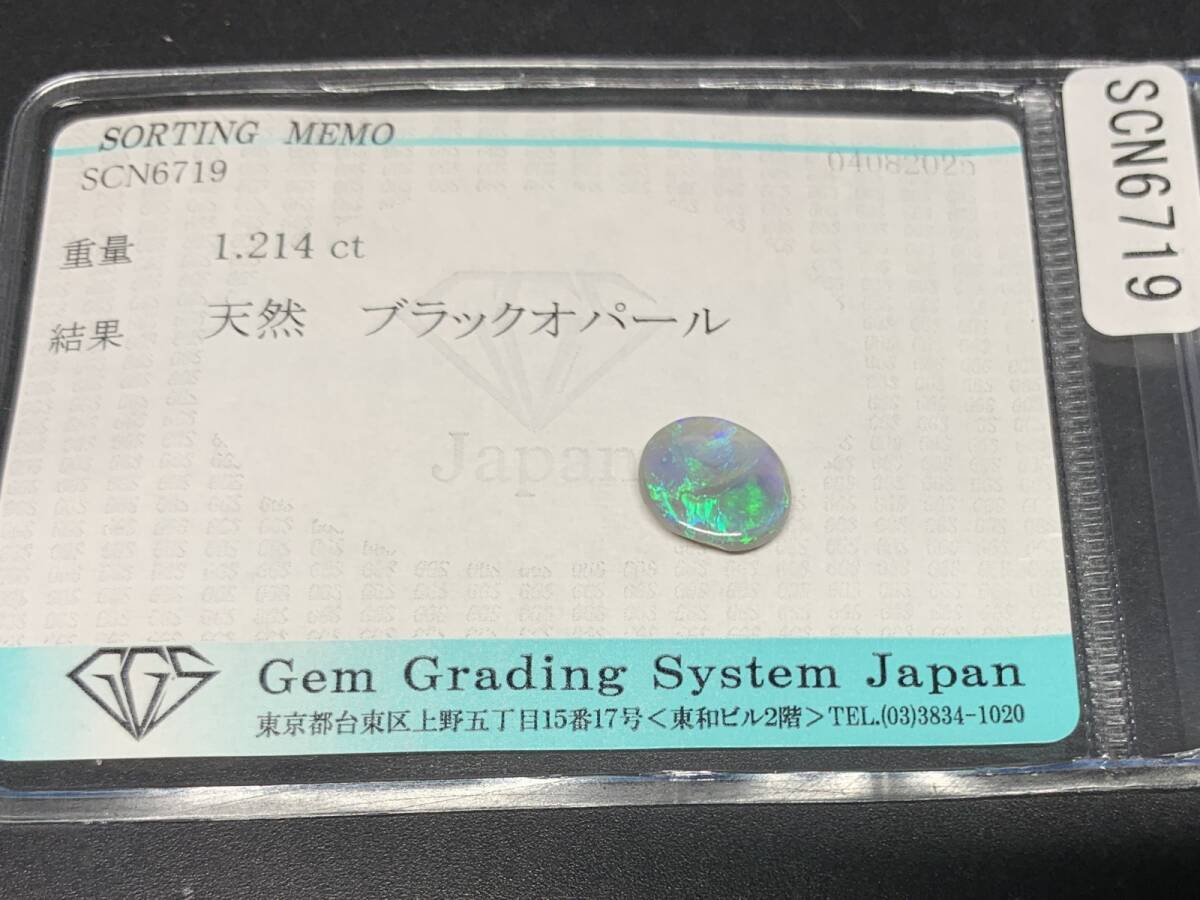 SORTING MEMO
SCN6719
04082025
重量 1.214 ct
結果 天然 ブラックオパール
Japan
GGS
Gem Grading System Japan
東京都台東区上野五丁目15番17号<東和ビル2階>TEL.(03)3834-1020
SCN6719